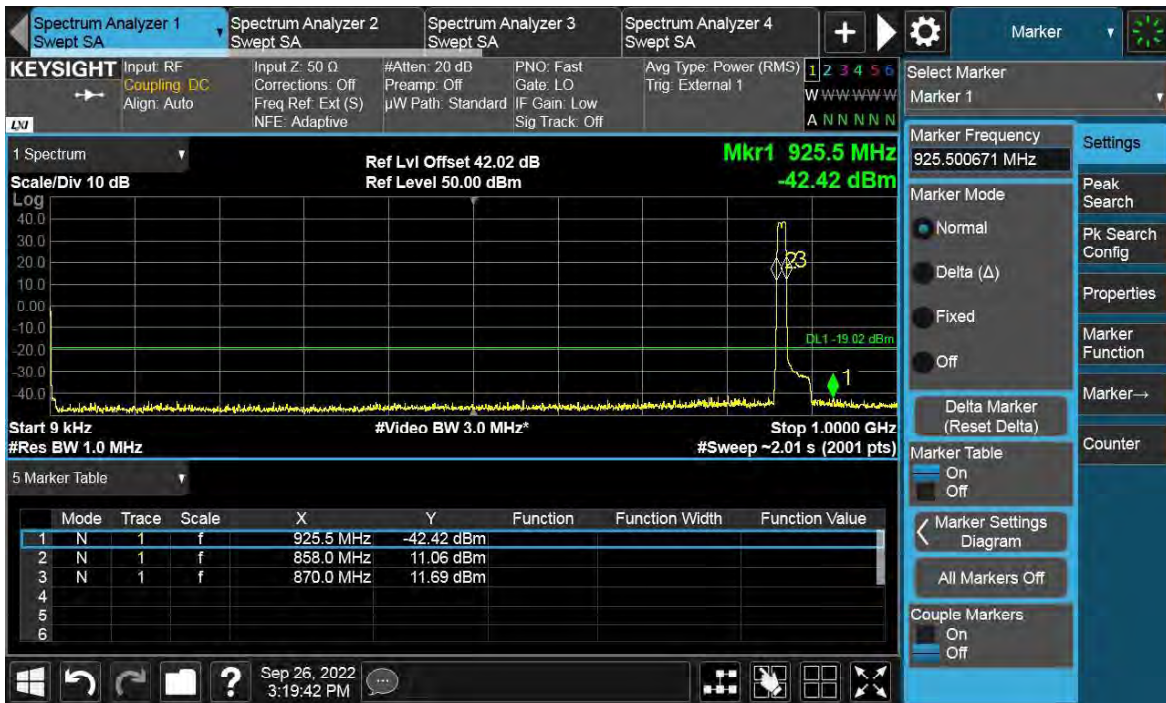 Spectrum Analyzer 1
Swept SA
Spectrum Analyzer 2
Swept SA
Spectrum Analyzer 3
Swept SA
Spectrum Analyzer 4
Swept SA
+
Marker
KEYSIGHT
LXI
Input: RF
Coupling: DC
Align: Auto
Input Z: 50 Ω
Corrections: Off
Freq Ref: Ext (S)
NFE: Adaptive
#Atten: 20 dB
Preamp: Off
µW Path: Standard
PNO: Fast
Gate: LO
IF Gain: Low
Sig Track: Off
Avg Type: Power (RMS)
Trig: External 1
1 2 3 4 5 6
W W W W W W
A N N N N N
Select Marker
Marker 1
1 Spectrum
Scale/Div 10 dB
Log
Ref Lvl Offset 42.02 dB
Ref Level 50.00 dBm
Mkr1 925.5 MHz
-42.42 dBm
40.0
30.0
20.0
10.0
0.00
-10.0
-20.0
-30.0
-40.0
23
DL1 -19.02 dBm
1
Start 9 kHz
#Res BW 1.0 MHz
#Video BW 3.0 MHz*
Stop 1.0000 GHz
#Sweep ~2.01 s (2001 pts)
5 Marker Table
Mode Trace Scale X Y Function Function Width Function Value
1 N 1 f 925.5 MHz -42.42 dBm
2 N 1 f 858.0 MHz 11.06 dBm
3 N 1 f 870.0 MHz 11.69 dBm
4
5
6
Marker Frequency
925.500671 MHz
Marker Mode
Normal
Delta (Δ)
Fixed
Off
Delta Marker
(Reset Delta)
Marker Table
On
Off
Marker Settings
Diagram
All Markers Off
Couple Markers
On
Off
Settings
Peak
Search
Pk Search
Config
Properties
Marker
Function
Marker→
Counter
?
Sep 26, 2022
3:19:42 PM